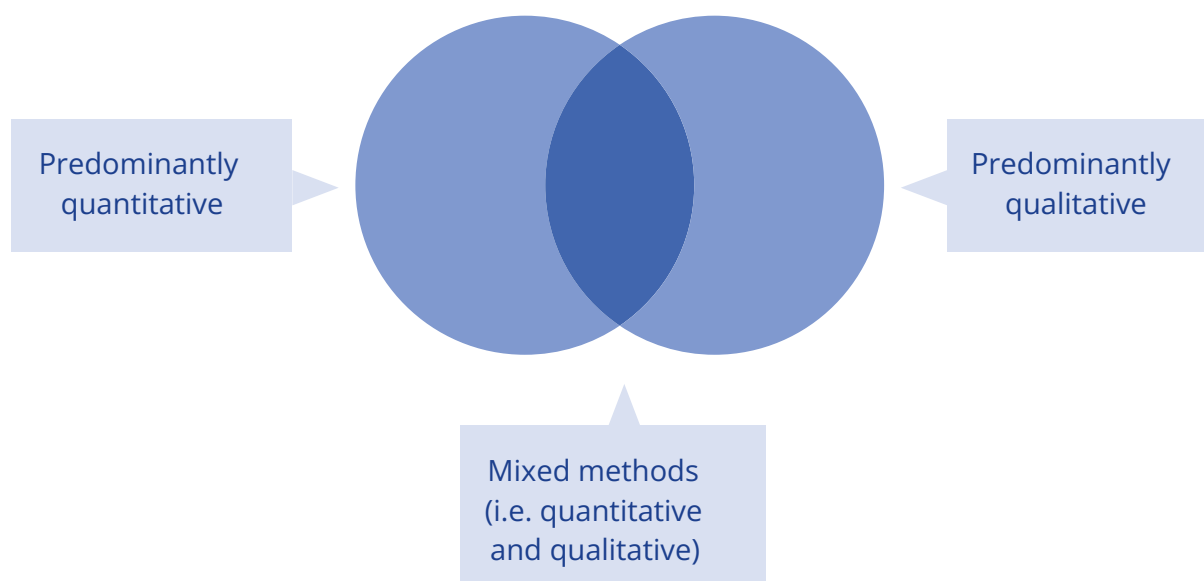 Predominantly
quantitative
Predominantly
qualitative
Mixed methods
(i.e. quantitative
and qualitative)